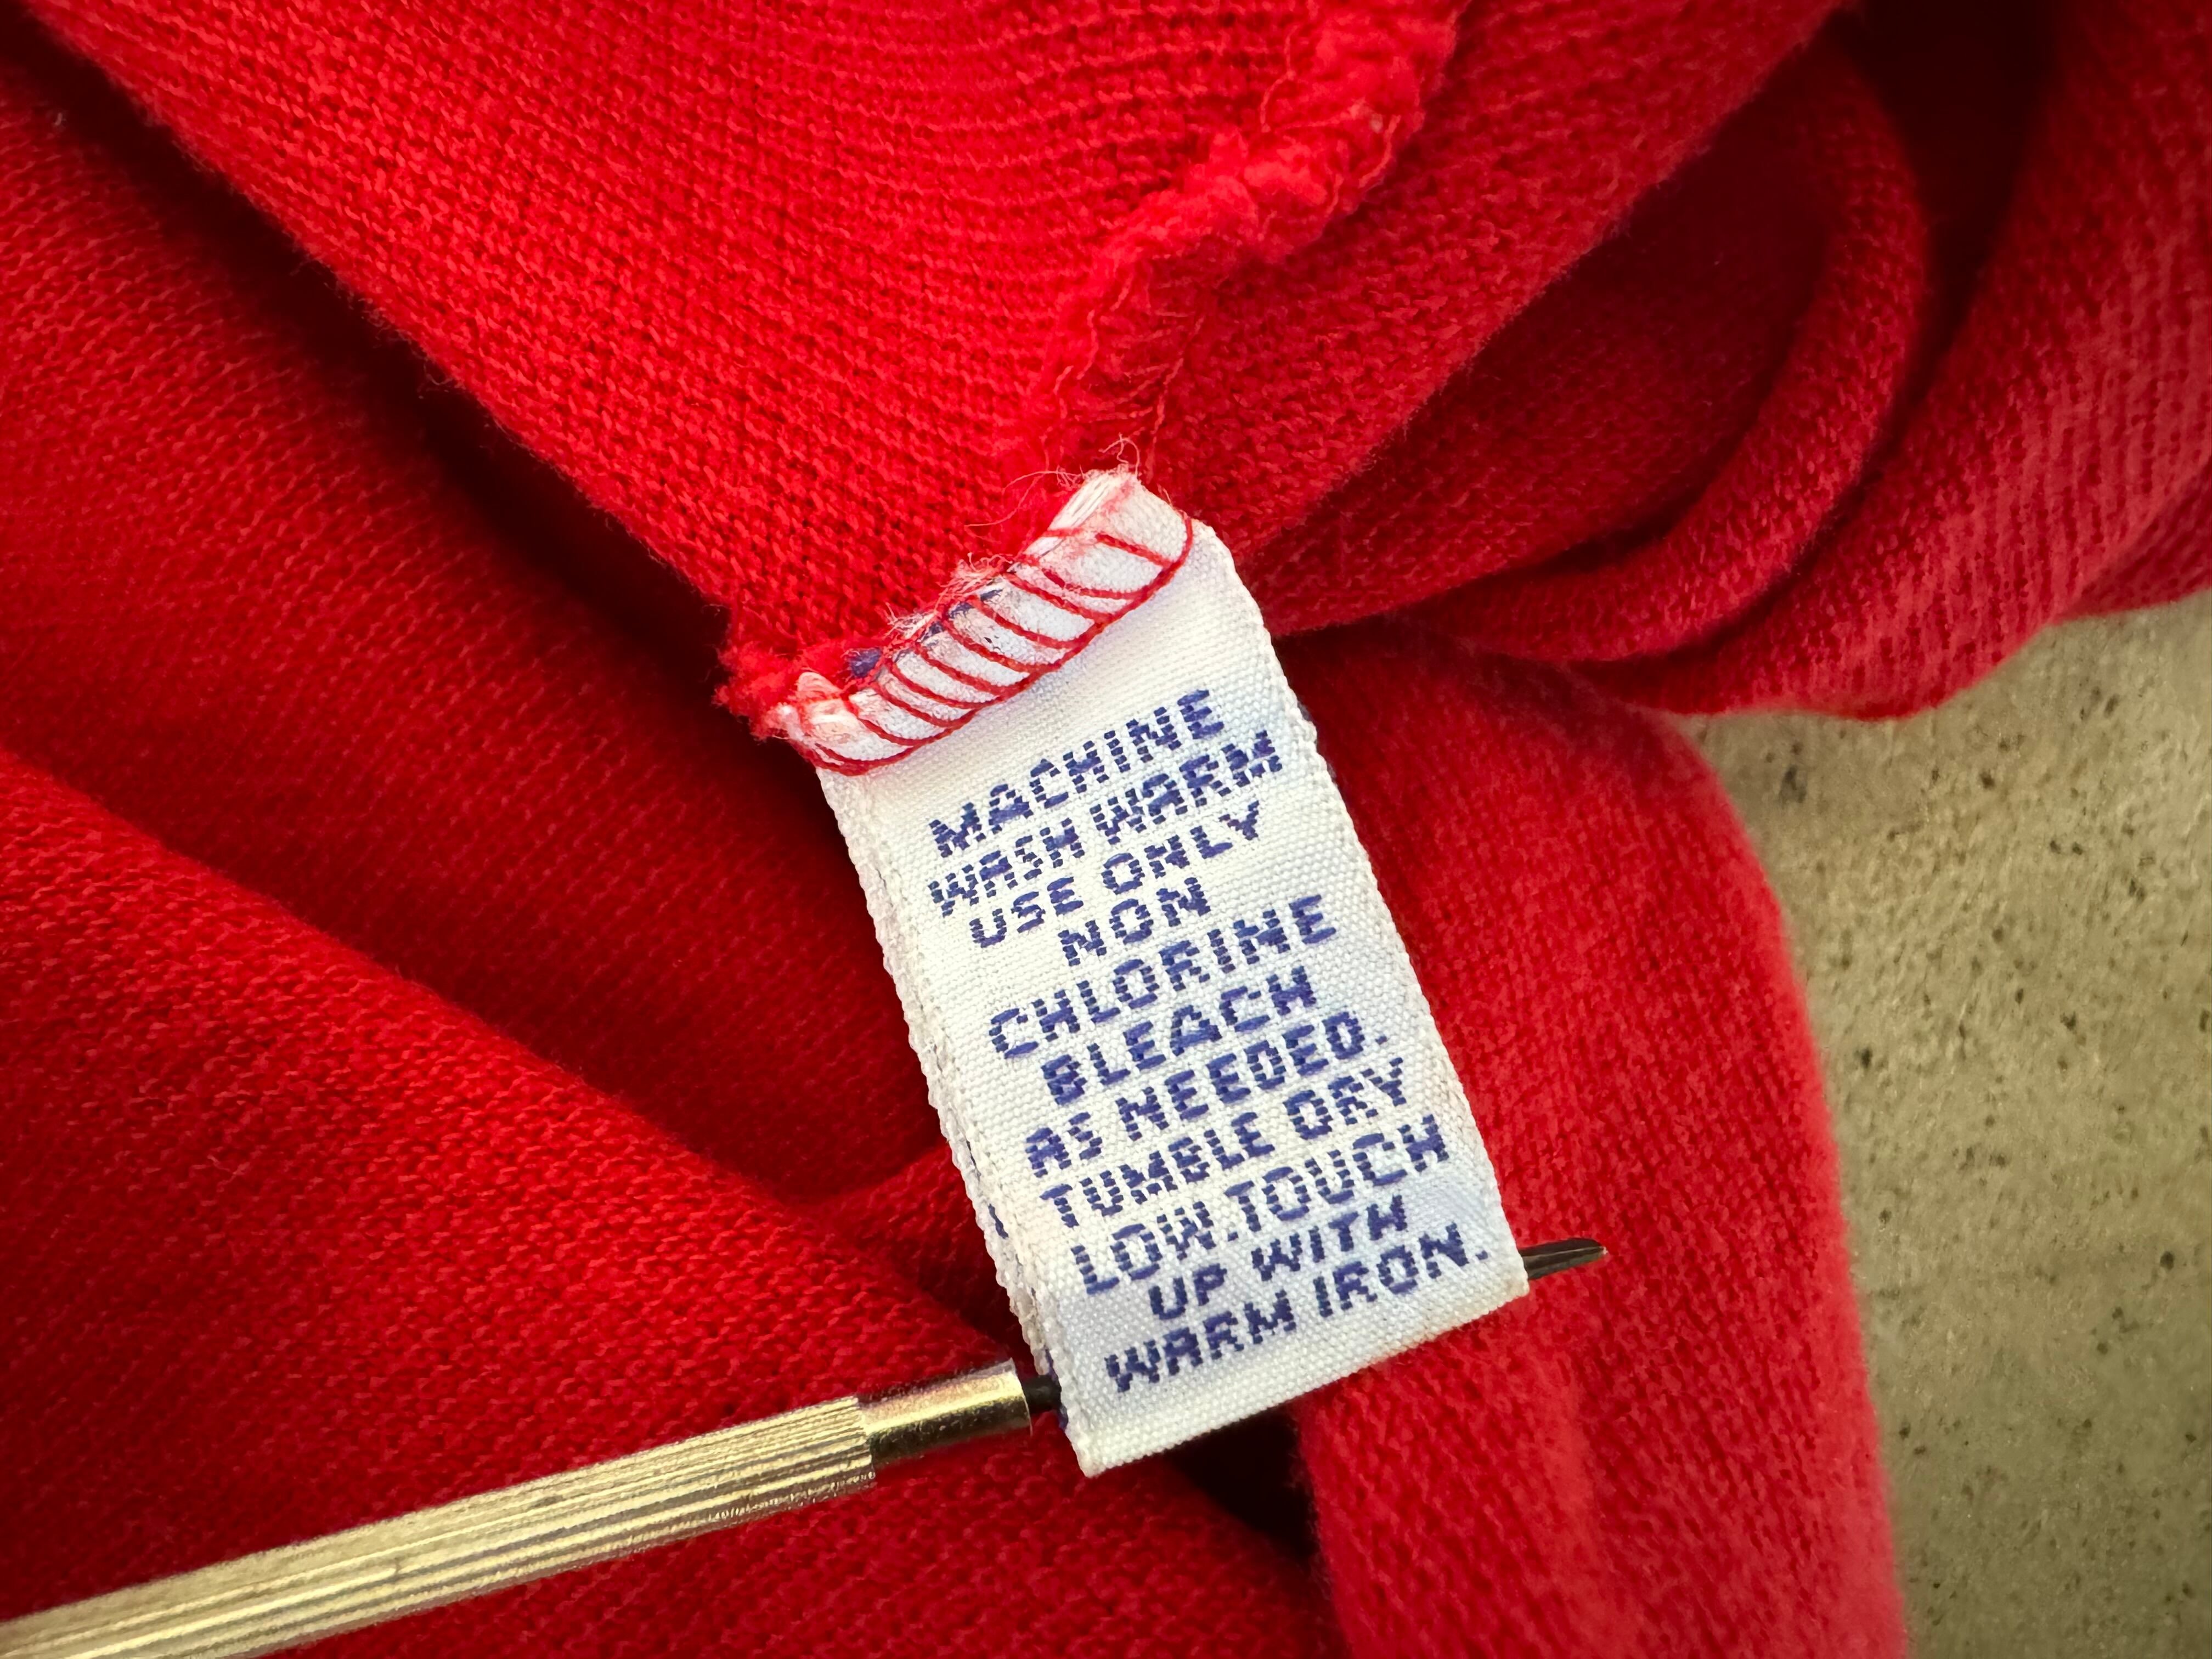 MACHINE
WASH WARM
USE ONLY
NON
CHLORINE
BLEACH
AS NEEDED.
TUMBLE DRY
LOW.TOUCH
UP WITH
WARM IRON.